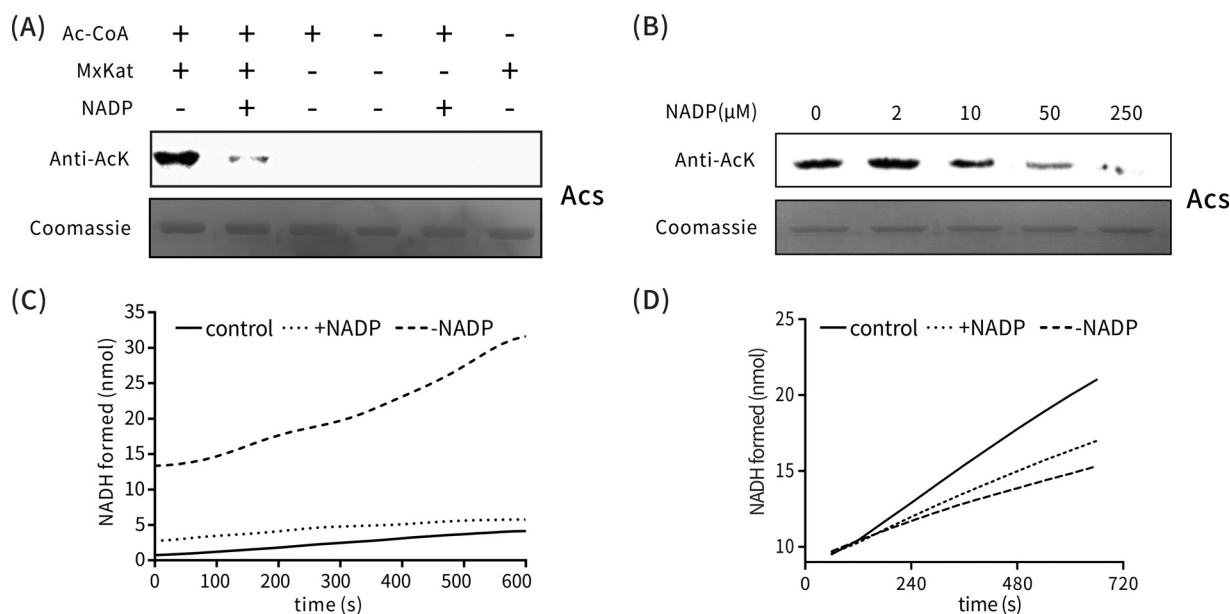 (A)
Ac-CoA + + + - + -
MxKat + + - - - +
NADP - + - - + -
Anti-AcK
Coomassie
Acs
(B)
NADP(μM) 0 2 10 50 250
Anti-AcK
Coomassie
Acs
(C)
control +NADP -NADP
NADH formed (nmol)
35
30
25
20
15
10
5
0
0 100 200 300 400 500 600
time (s)
(D)
control +NADP -NADP
NADH formed (nmol)
25
20
15
10
0 240 480 720
time (s)